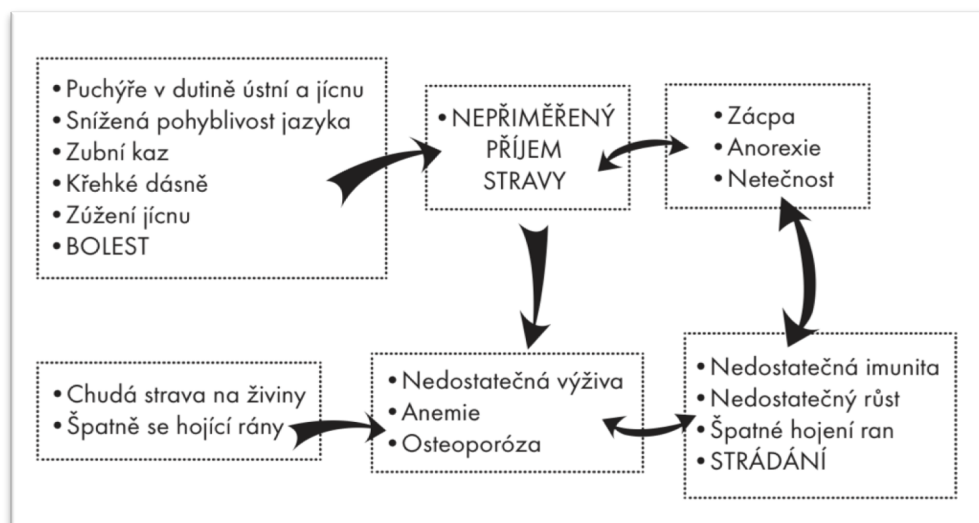 • Puchýře v dutině ústní a jícnu
• Snížená pohyblivost jazyka
• Zubní kaz
• Křehké dásně
• Zúžení jícnu
• BOLEST
• NEPŘIMĚŘENÝ
PŘÍJEM
STRAVY
• Zácpa
• Anorexie
• Netečnost
• Chudá strava na živiny
• Špatně se hojící rány
• Nedostatečná výživa
• Anemie
• Osteoporóza
• Nedostatečná imunita
• Nedostatečný růst
• Špatné hojení ran
• STRÁDÁNÍ